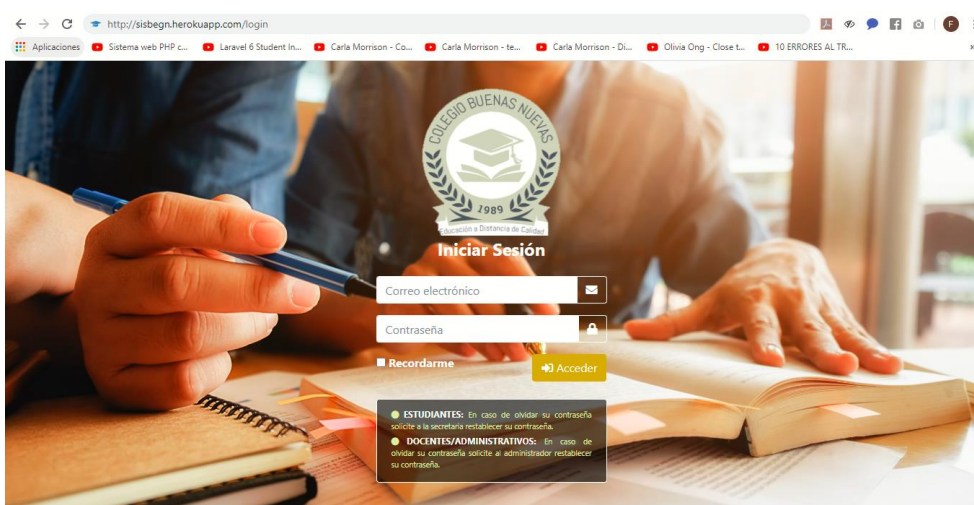 http://sisbegn.herokuapp.com/login
F
Aplicaciones Sistema web PHP c... Laravel 6 Student In... Carla Morrison - Co... Carla Morrison - te... Carla Morrison - Di... Olivia Ong - Close t... 10 ERRORES AL TR...
COLEGIO BUENAS NUEVAS
1989
Educación a Distancia de Calidad
Iniciar Sesión
Correo electrónico
Contraseña
Recordarme
Acceder
ESTUDIANTES: En caso de olvidar su contraseña
solicite a la secretaria restablecer su contraseña.
DOCENTES/ADMINISTRATIVOS: En caso de
olvidar su contraseña solicite al administrador restablecer
su contraseña.